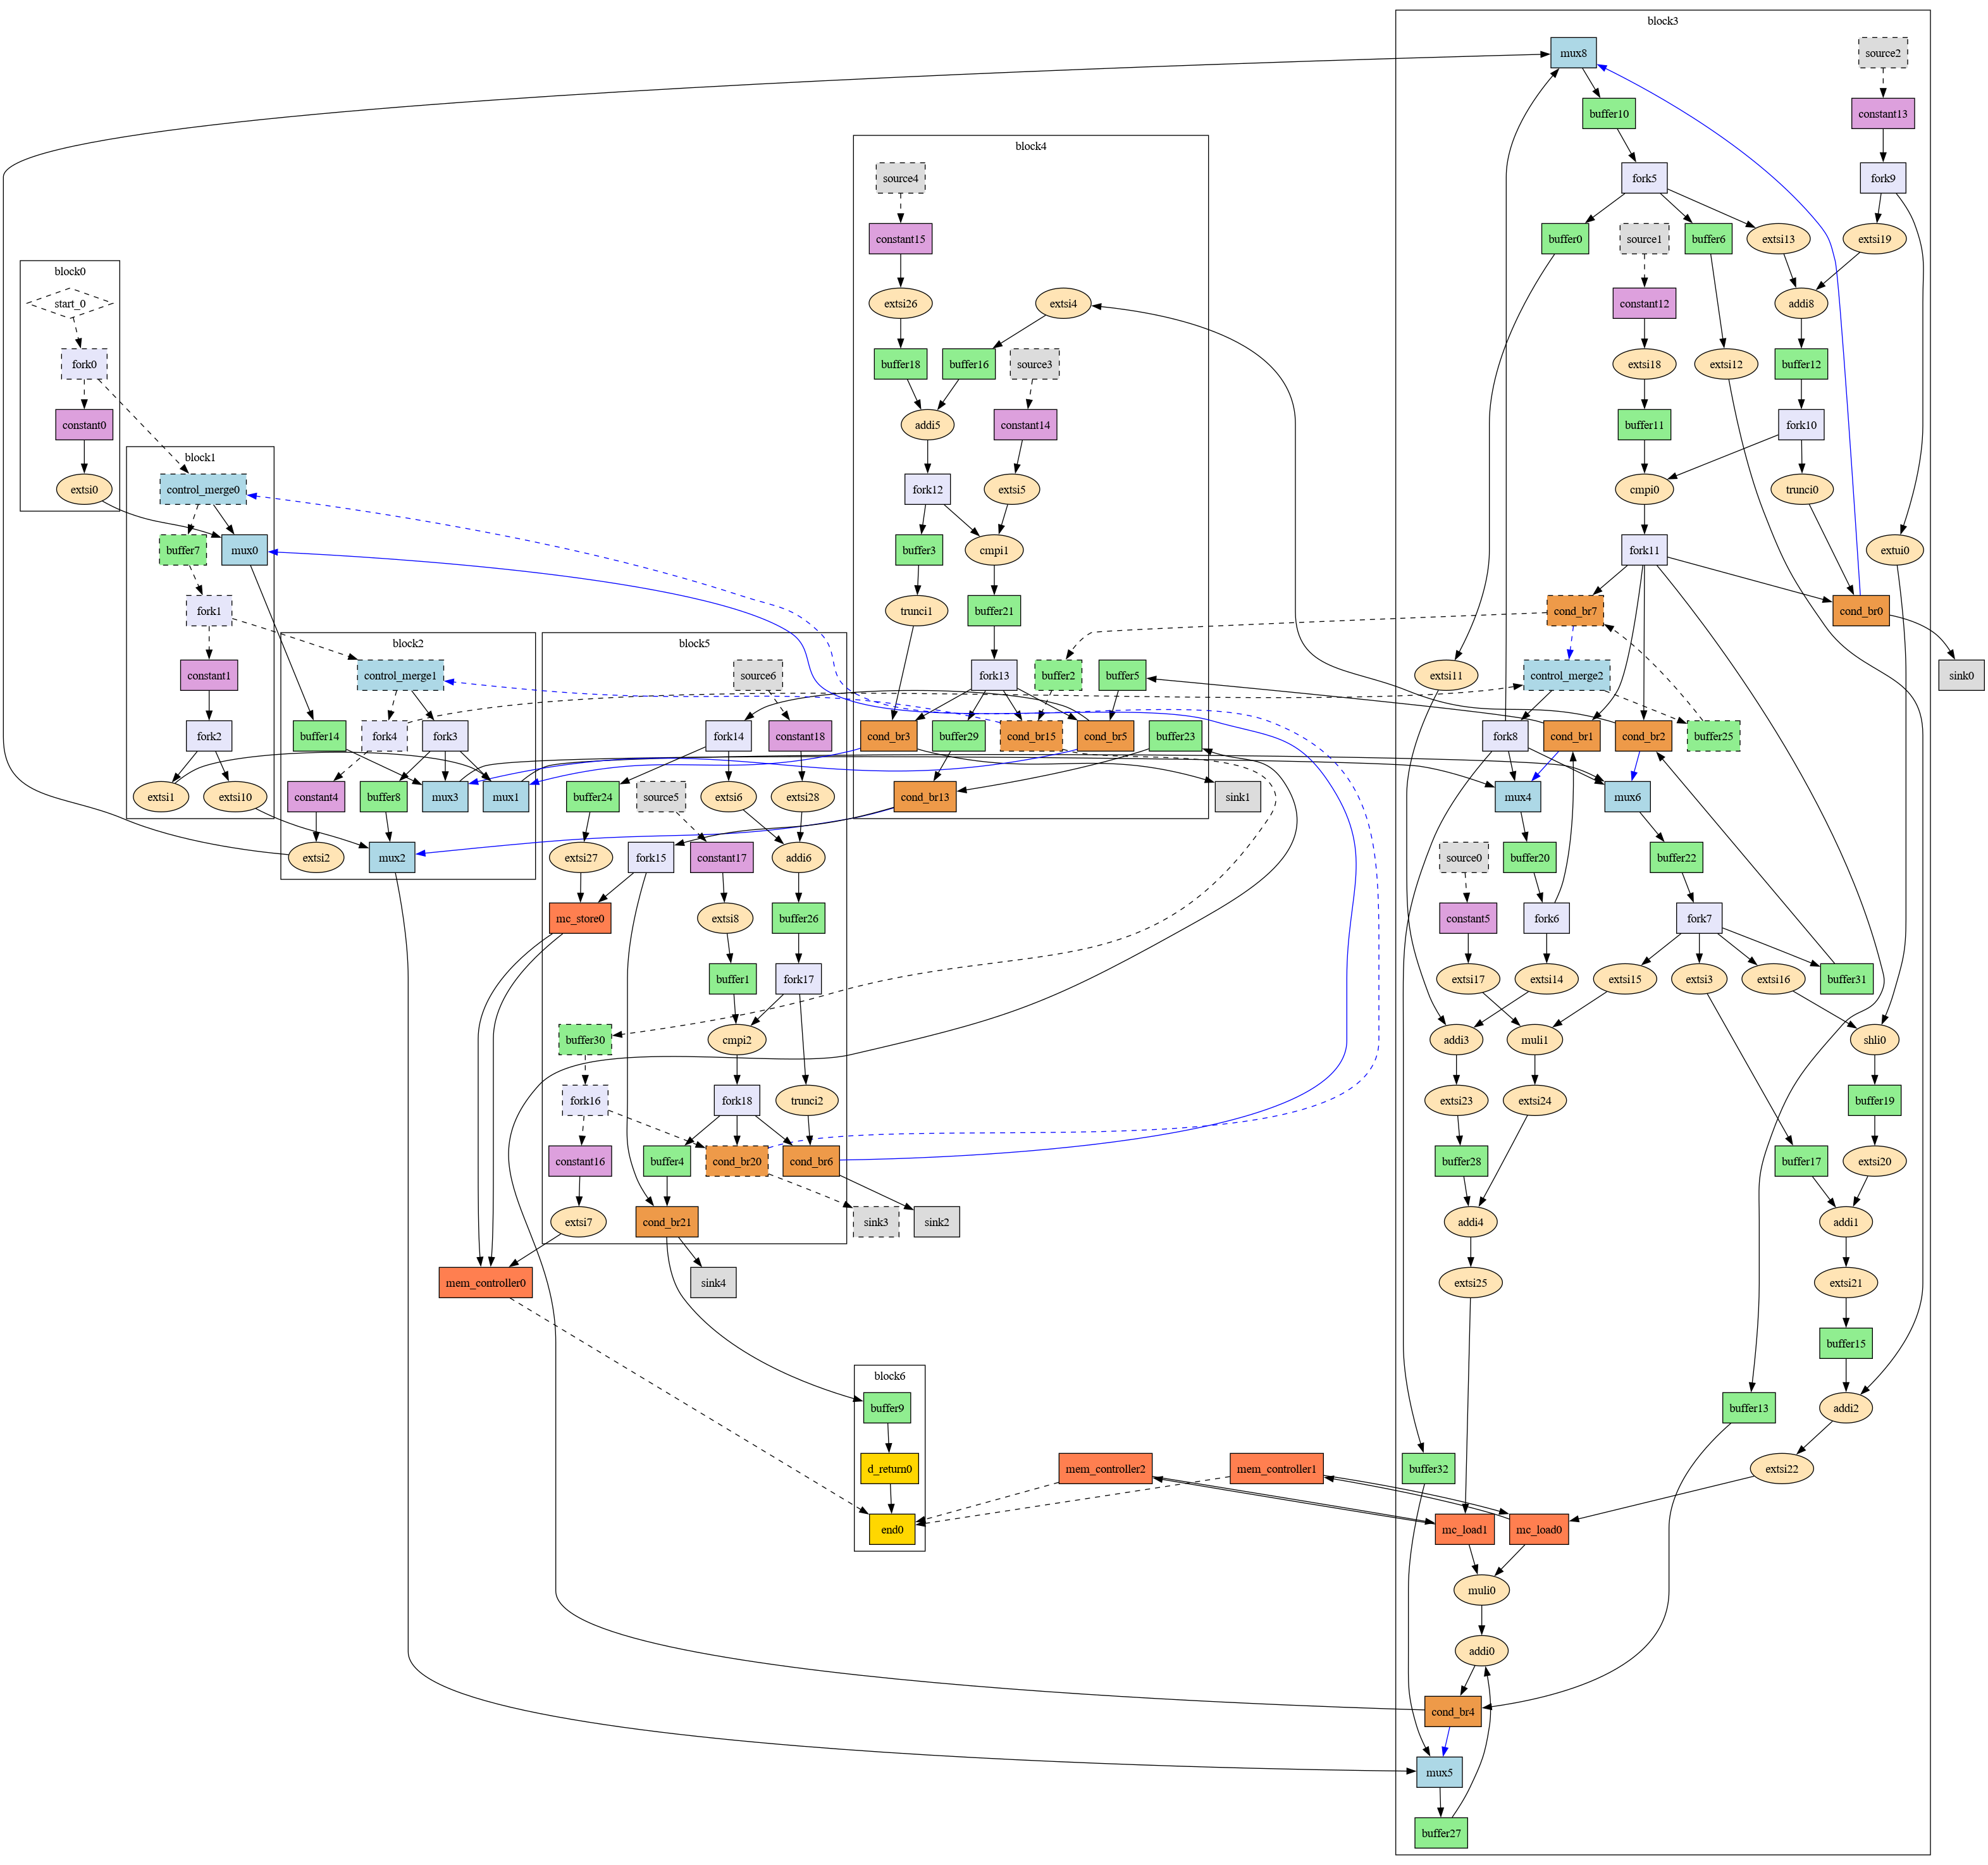 block3
mux8
source2
buffer10
constant13
block4
source4
fork5
fork9
constant15
buffer0
source1
buffer6
extsi13
extsi19
block0
start_0
extsi26
extsi4
constant12
addi8
fork0
buffer18
buffer16
source3
extsi18
extsi12
buffer12
constant0
addi5
constant14
buffer11
fork10
block1
extsi0
control_merge0
fork12
extsi5
cmpi0
trunci0
buffer7
mux0
buffer3
cmpi1
fork11
extui0
fork1
trunci1
buffer21
cond_br7
cond_br0
block2
block5
constant1
control_merge1
source6
fork13
buffer2
buffer5
extsi11
control_merge2
sink0
fork2
buffer14
fork4
fork3
fork14
constant18
cond_br3
buffer29
cond_br15
cond_br5
buffer23
fork8
cond_br1
cond_br2
buffer25
extsi1
extsi10
constant4
buffer8
mux3
mux1
buffer24
source5
extsi6
extsi28
cond_br13
sink1
mux4
mux6
extsi2
mux2
extsi27
fork15
constant17
addi6
source0
buffer20
buffer22
mc_store0
extsi8
buffer26
constant5
fork6
fork7
buffer1
fork17
extsi17
extsi14
extsi15
extsi3
extsi16
buffer31
buffer30
cmpi2
addi3
muli1
shli0
fork16
fork18
trunci2
extsi23
extsi24
buffer19
constant16
buffer4
cond_br20
cond_br6
buffer28
buffer17
extsi20
extsi7
cond_br21
sink3
sink2
addi4
addi1
mem_controller0
sink4
extsi25
extsi21
buffer15
block6
buffer9
buffer13
addi2
d_return0
mem_controller2
mem_controller1
buffer32
extsi22
end0
mc_load1
mc_load0
muli0
addi0
cond_br4
mux5
buffer27